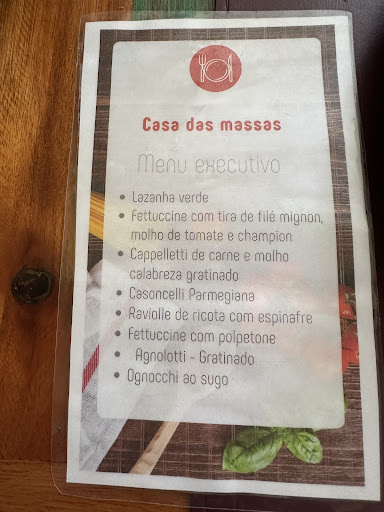 Casa das massas
Menu executivo
• Lazanha verde
• Fettuccine com tira de filé mignon,
molho de tomate e champion
• Cappelletti de carne e molho
calabreza gratinado
• Casoncelli Parmegiana
• Raviolle de ricota com espinafre
• Fettuccine com polpetone
• Agnolotti - Gratinado
• Ognocchi ao sugo